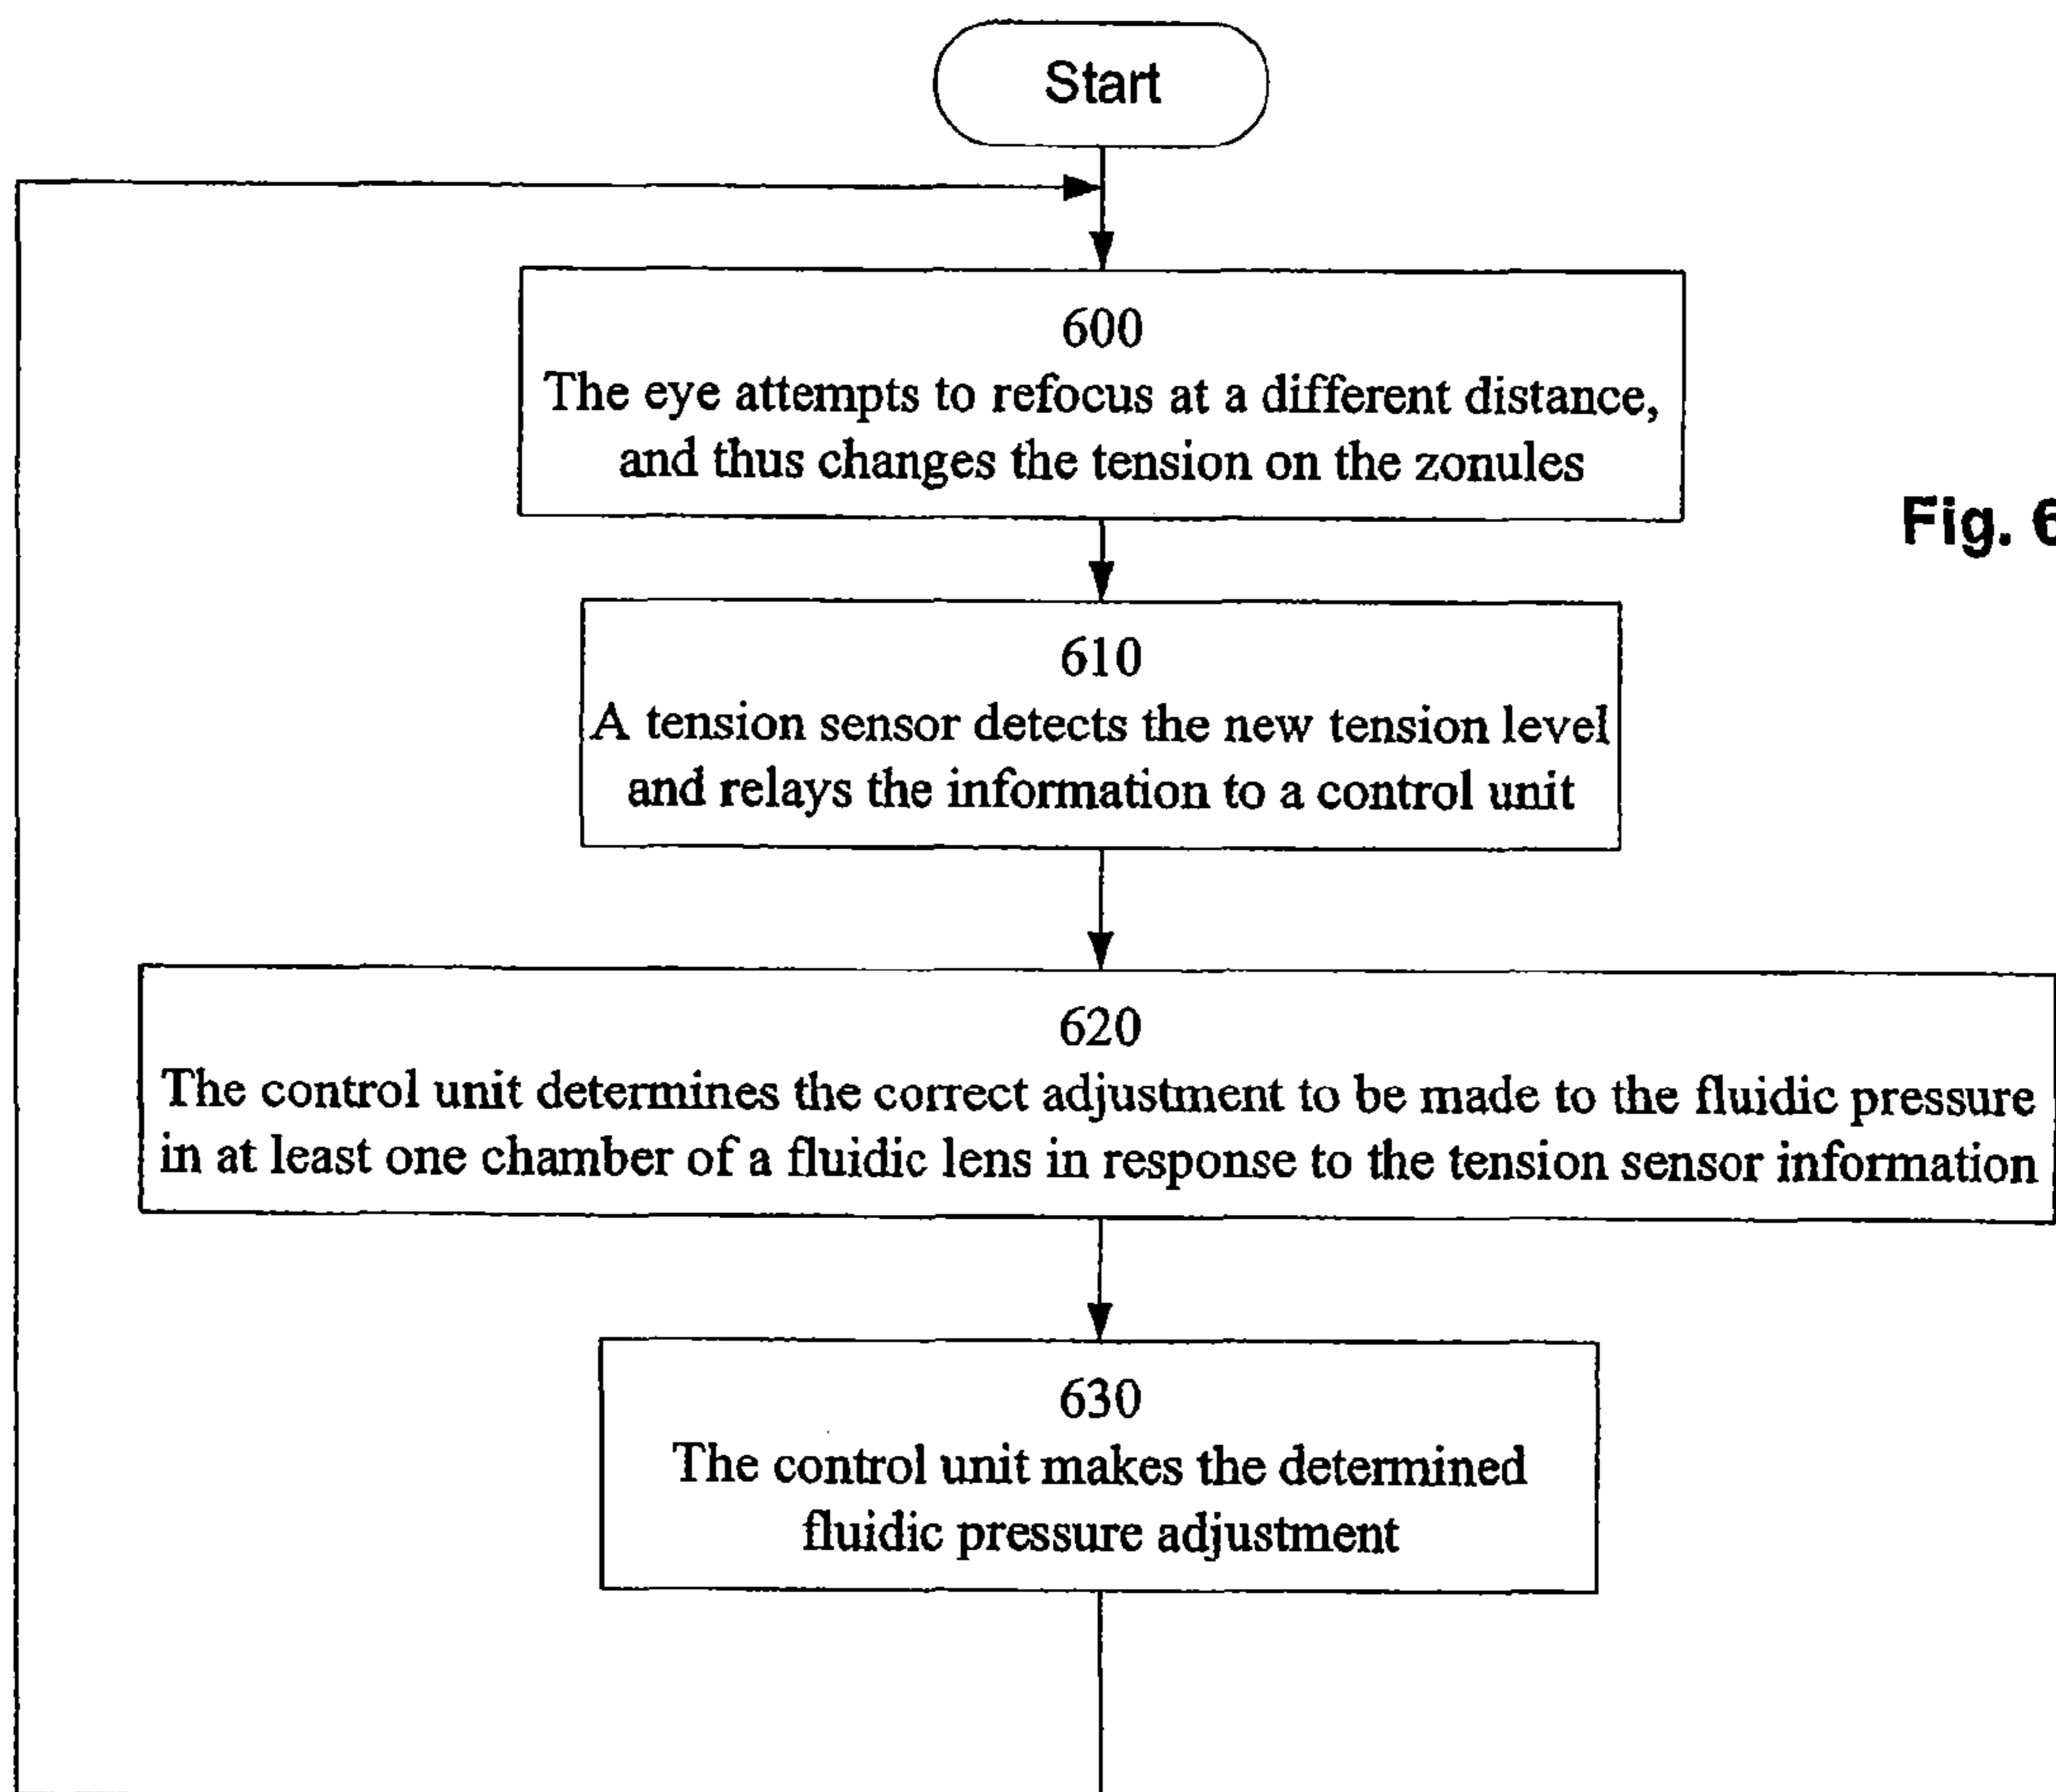 Start
600
The eye attempts to refocus at a different distance,
and thus changes the tension on the zonules
Fig. 6
610
A tension sensor detects the new tension level
and relays the information to a control unit
620
The control unit determines the correct adjustment to be made to the fluidic pressure
in at least one chamber of a fluidic lens in response to the tension sensor information
630
The control unit makes the determined
fluidic pressure adjustment